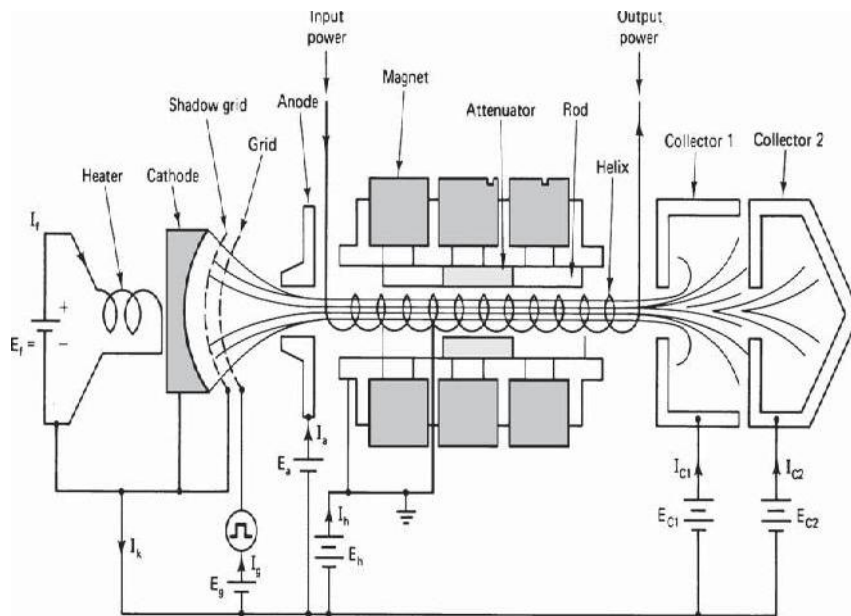 Input
power
Output
power
Magnet
Shadow grid
Anode
Attenuator
Rod
Grid
Collector 1
Collector 2
Heater
Cathode
Helix
I_f
+
−
E_f =
I_a
E_a
I_C1
I_C2
I_h
E_C1
E_C2
I_k
I_g
E_h
E_g